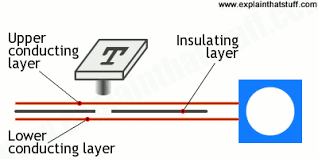 www.explainthatstuff.com
Upper
conducting
layer
T
Insulating
layer
Lower
conducting layer